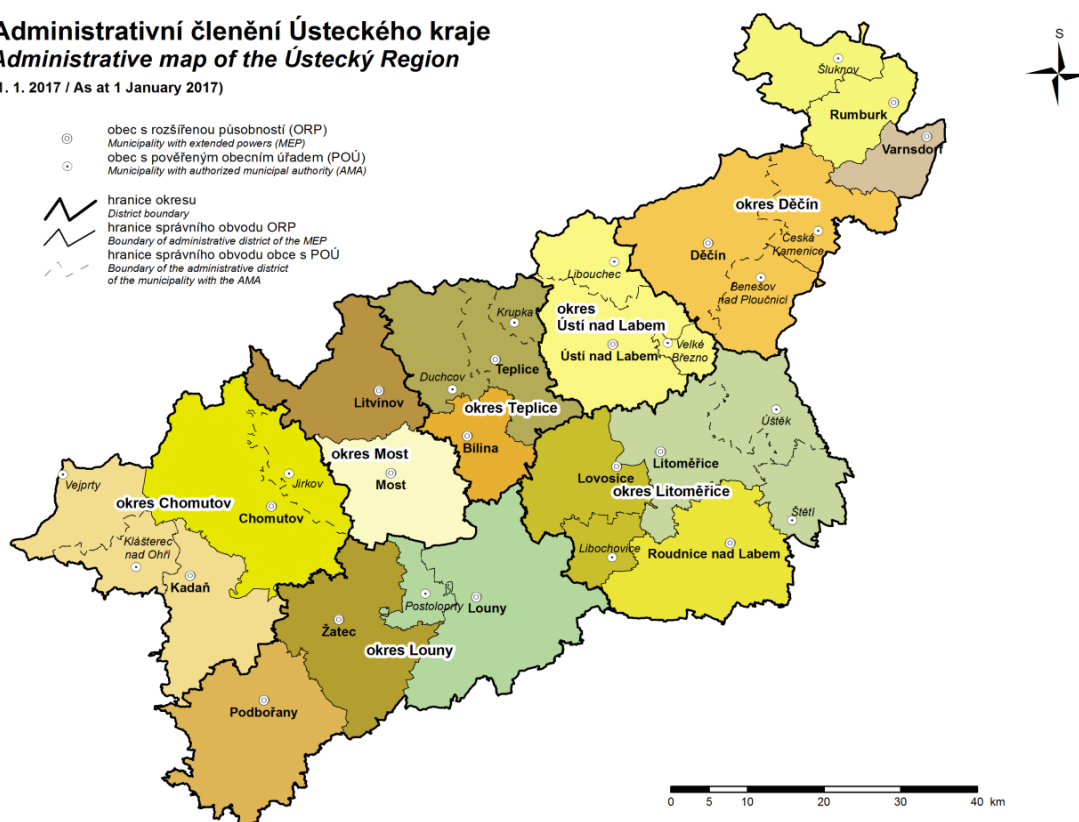 Administrativní členění Ústeckého kraje
Administrative map of the Ústecký Region
1. 1. 2017 / As at 1 January 2017)
obec s rozšířenou působností (ORP)
Municipality with extended powers (MEP)
obec s pověřeným obecním úřadem (POÚ)
Municipality with authorized municipal authority (AMA)
hranice okresu
District boundary
hranice správního obvodu ORP
Boundary of administrative district of the MEP
hranice správního obvodu obce s POÚ
Boundary of the administrative district
of the municipality with the AMA
S
Šluknov
Rumburk
Varnsdorf
okres Děčín
Děčín
Česká
Kamenice
Benešov
nad Ploučnicí
Libouchec
okres
Ústí nad Labem
Ústí nad Labem
Velké
Březno
Krupka
Teplice
Duchcov
okres Teplice
Bílina
Litvínov
okres Most
Most
Úštěk
Litoměřice
Lovosice
okres Litoměřice
Štětí
Libochovice
Roudnice nad Labem
Vejprty
okres Chomutov
Jirkov
Chomutov
Klášterec
nad Ohří
Kadaň
Postoloprty
Louny
Žatec
okres Louny
Podbořany
0 5 10 20 30 40 km